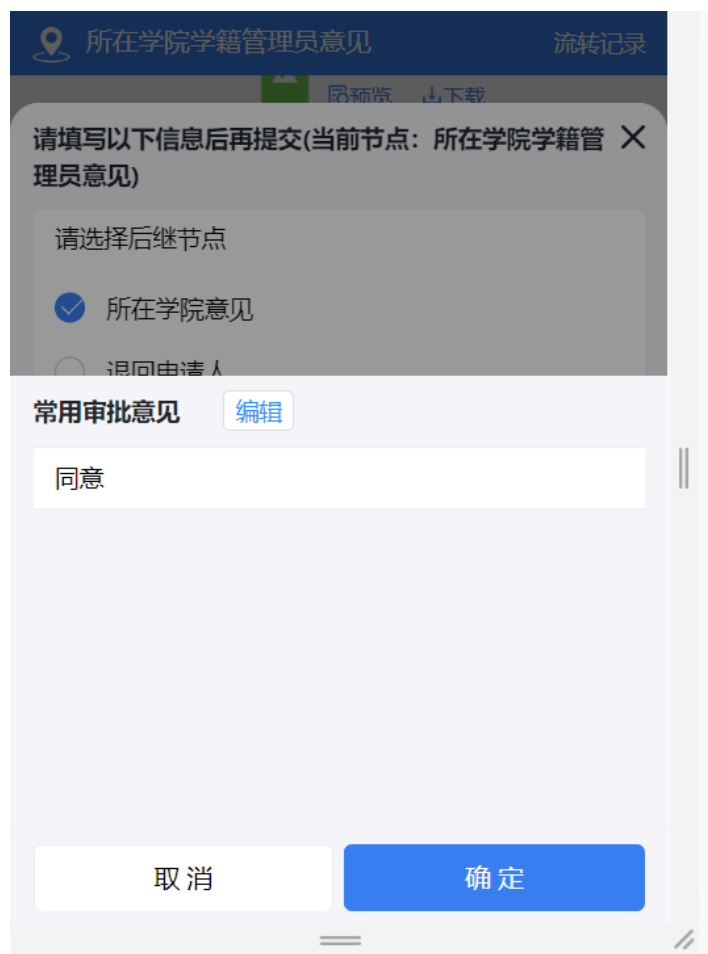 所在学院学籍管理员意见 流转记录
预览 下载
请填写以下信息后再提交(当前节点：所在学院学籍管
理员意见)
请选择后继节点
所在学院意见
退回申请人
常用审批意见 编辑
同意
取消 确定